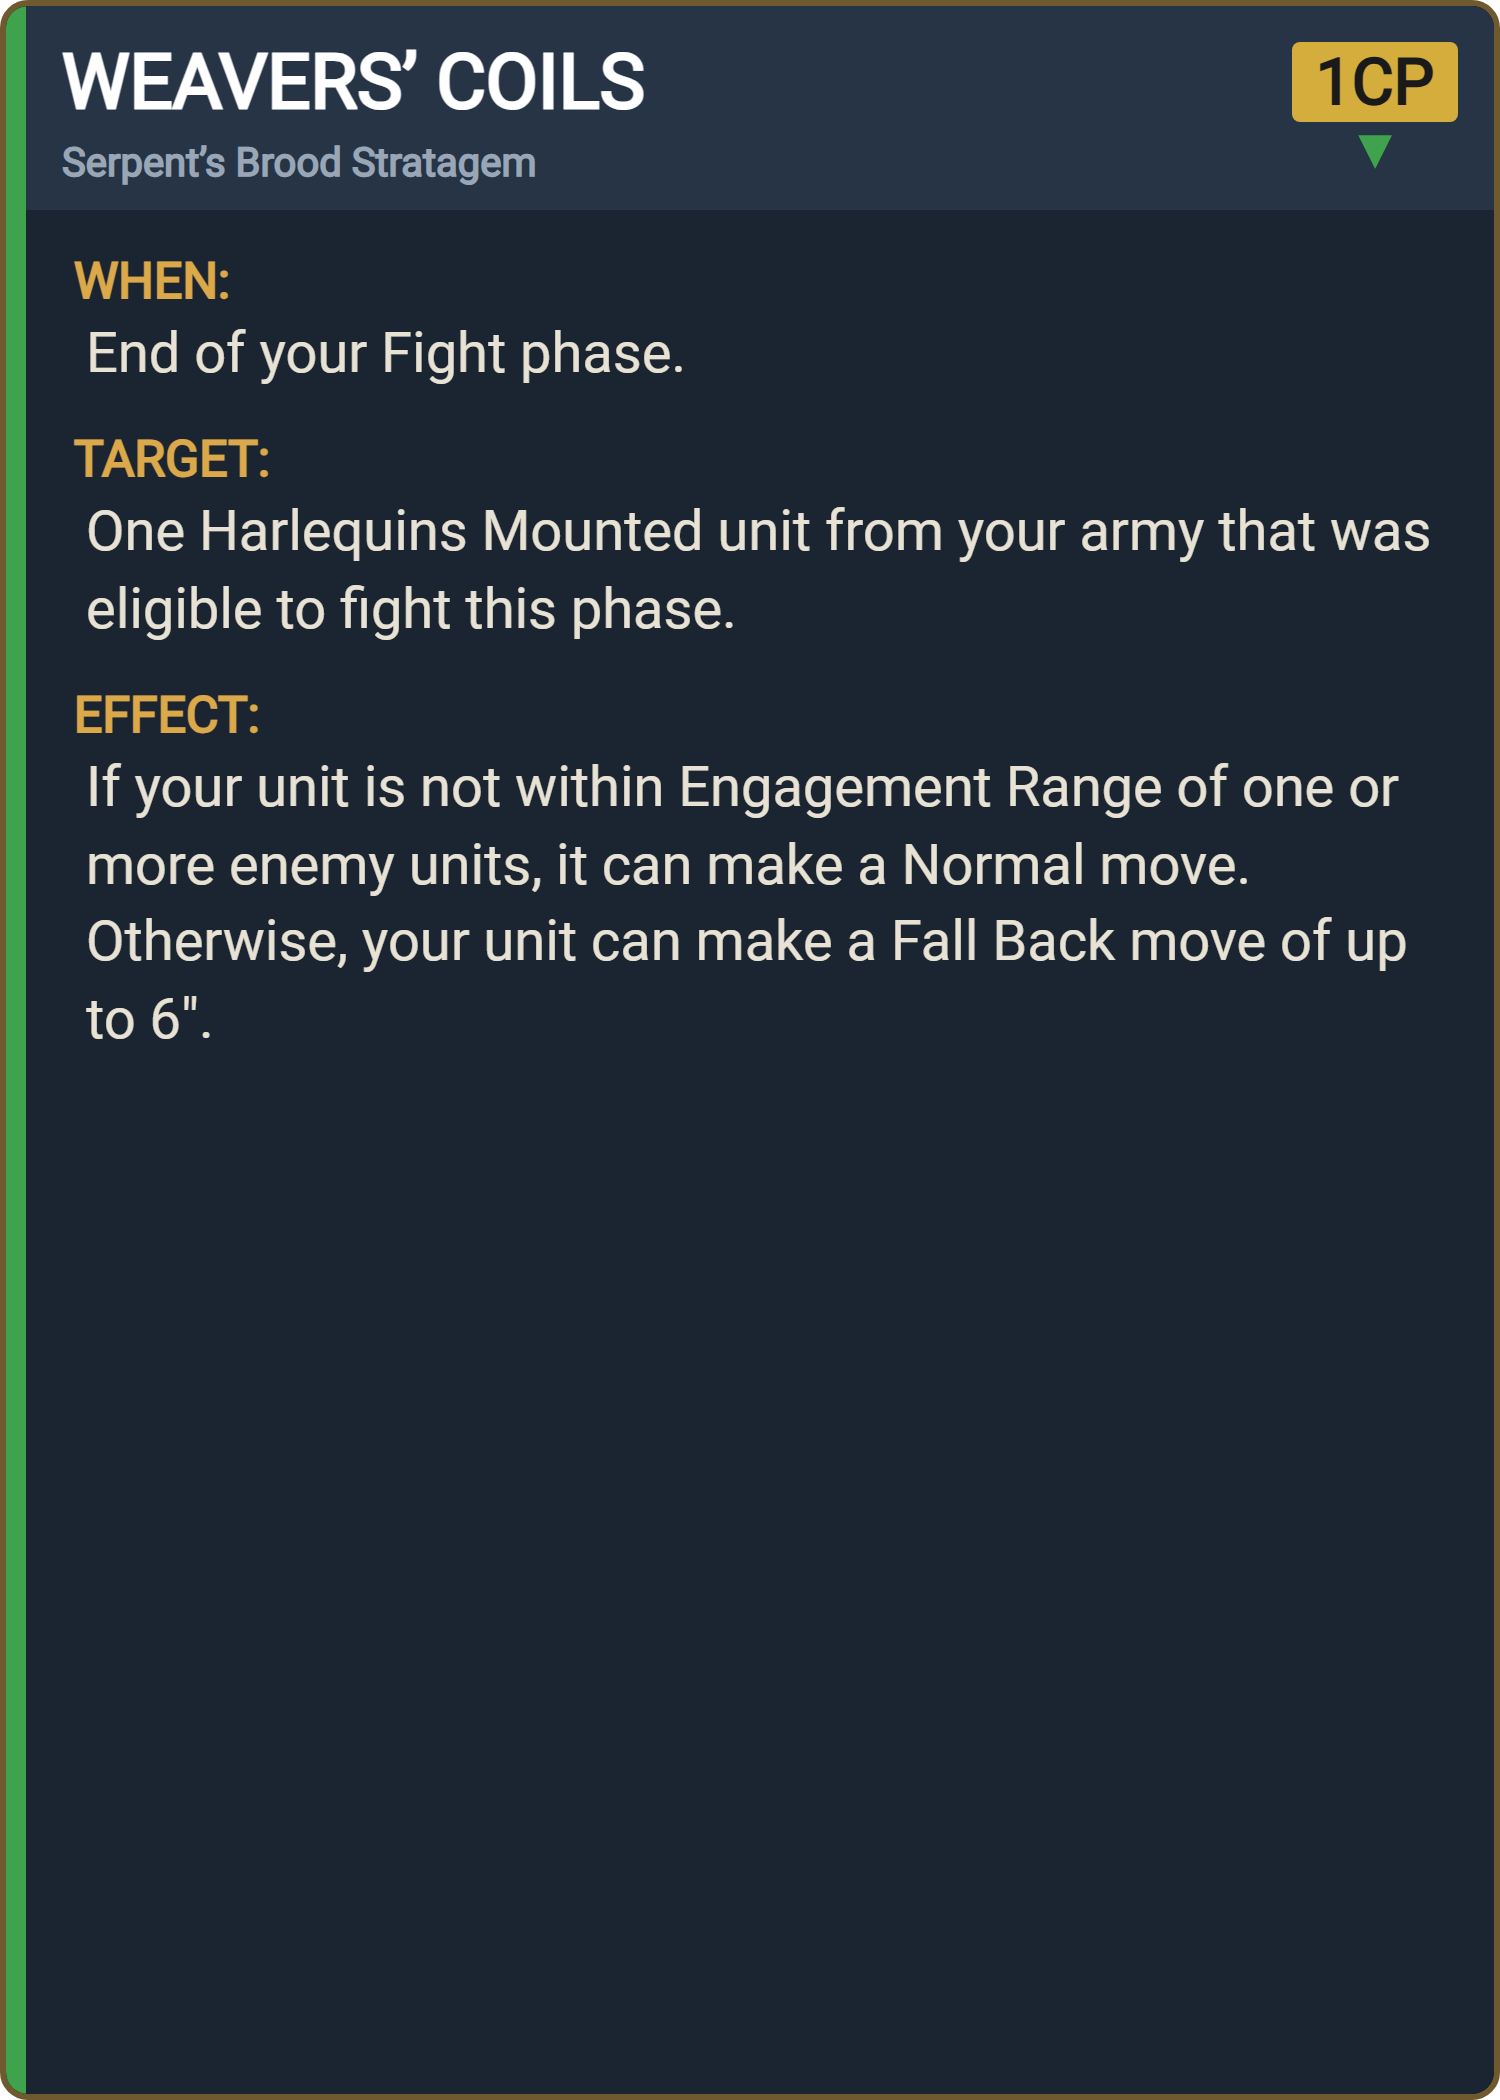 WEAVERS’ COILS
1CP
Serpent’s Brood Stratagem
WHEN:
End of your Fight phase.
TARGET:
One Harlequins Mounted unit from your army that was
eligible to fight this phase.
EFFECT:
If your unit is not within Engagement Range of one or
more enemy units, it can make a Normal move.
Otherwise, your unit can make a Fall Back move of up
to 6".